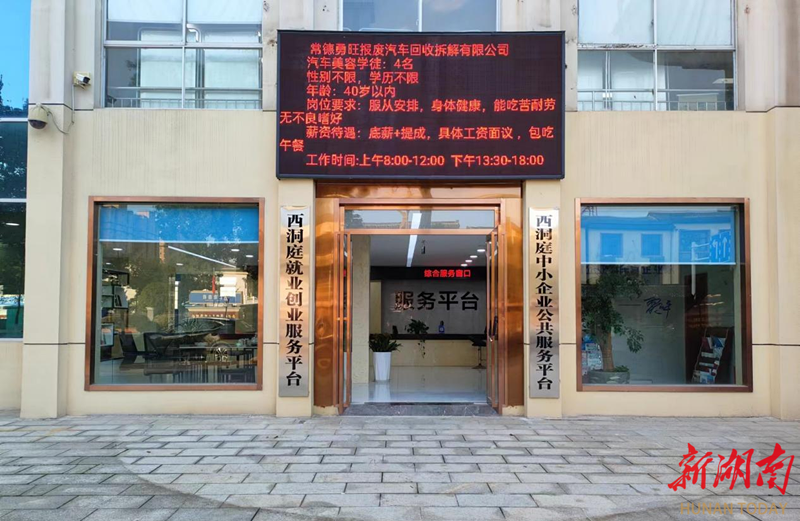 常德勇旺报废汽车回收拆解有限公司
汽车美容学徒：4名
性别不限，学历不限
年龄：40岁以内
岗位要求：服从安排，身体健康，能吃苦耐劳
无不良嗜好
薪资待遇：底薪+提成，具体工资面议，包吃
午餐
工作时间:上午8:00-12:00 下午13:30-18:00
西洞庭就业创业服务平台
综合服务窗口
服务平台
西洞庭中小企业公共服务平台
新湖南
HUNAN TODAY